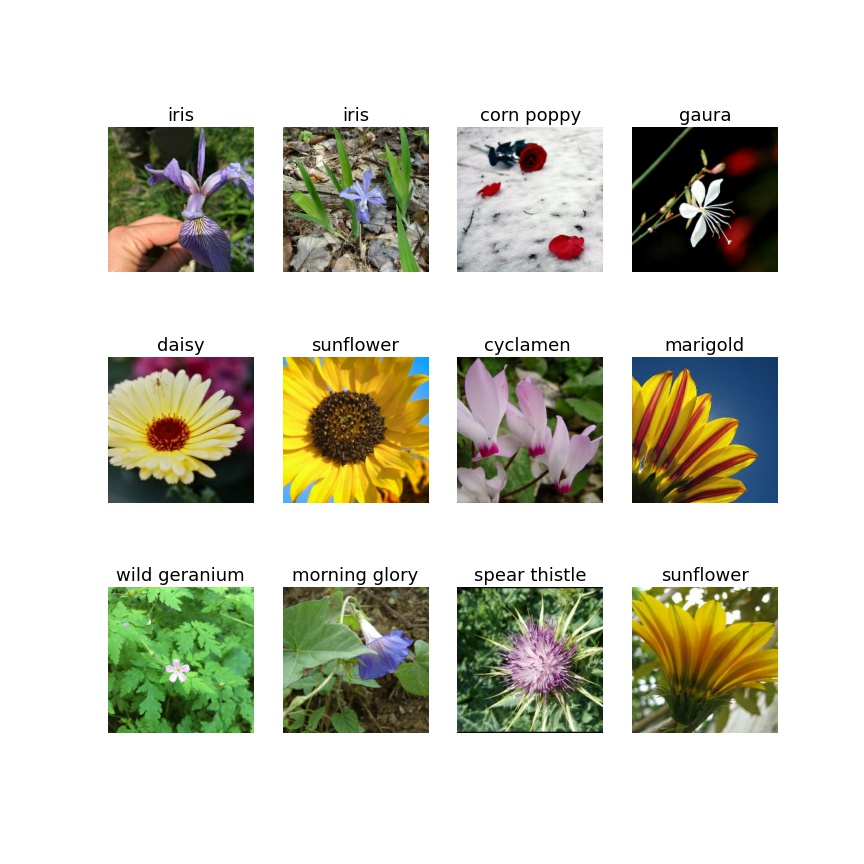 iris
iris
corn poppy
gaura
daisy
sunflower
cyclamen
marigold
wild geranium
morning glory
spear thistle
sunflower